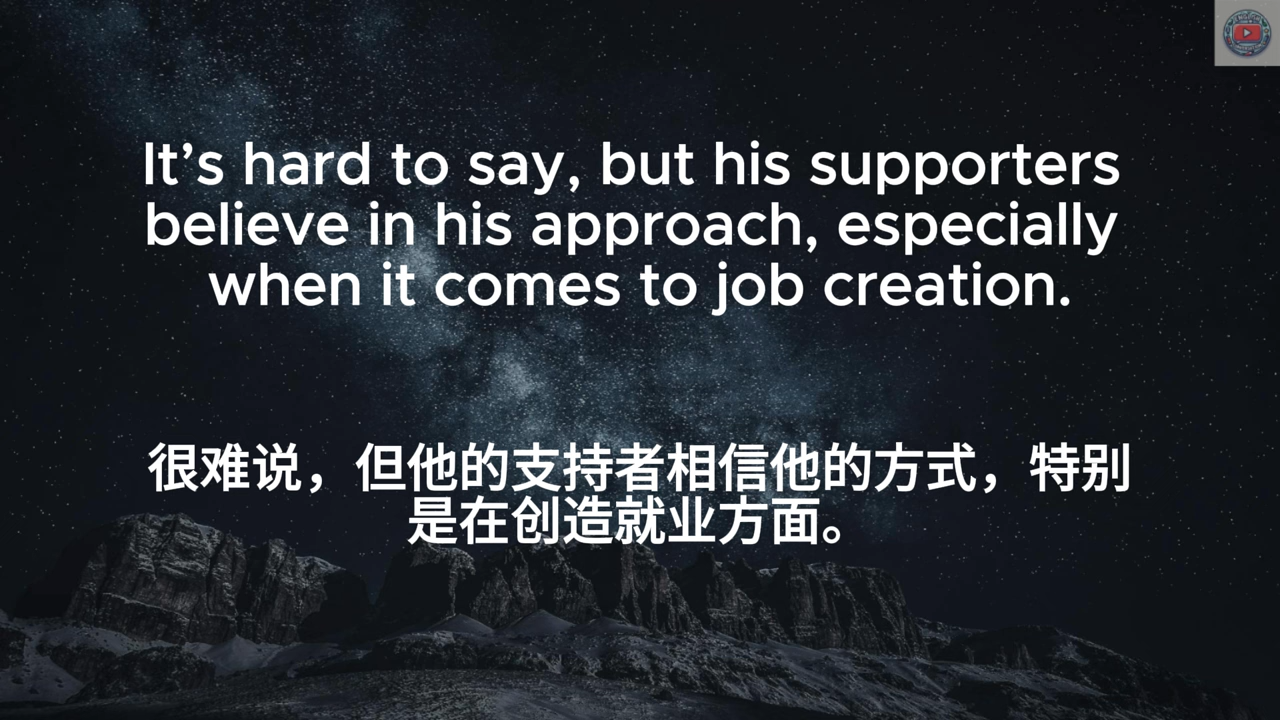 It’s hard to say, but his supporters
believe in his approach, especially
when it comes to job creation.
很难说，但他的支持者相信他的方式，特别
是在创造就业方面。